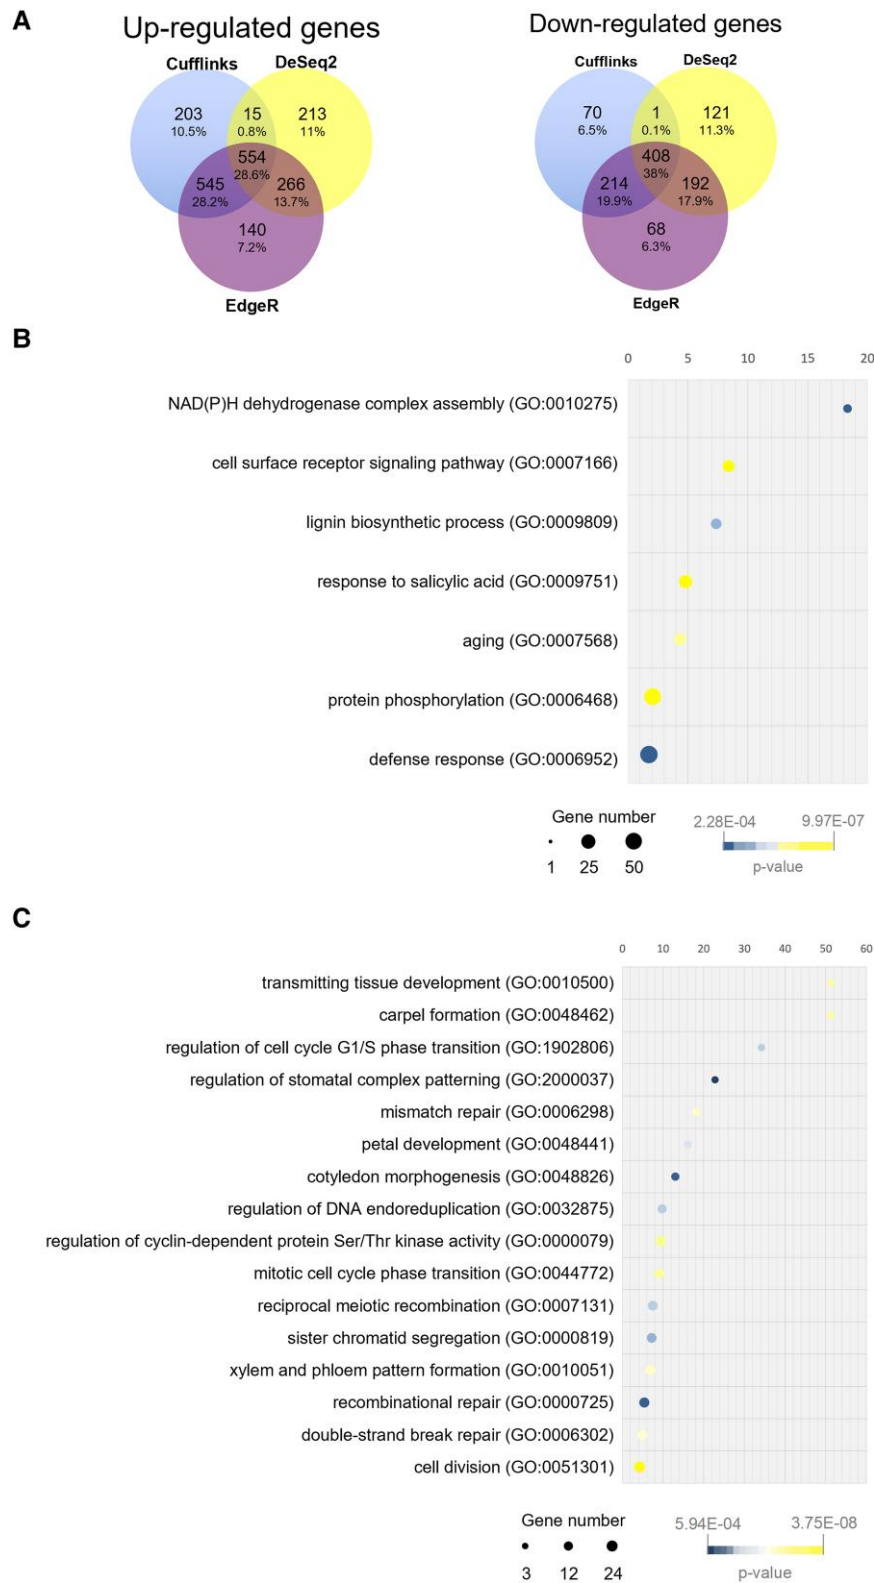 A
Up-regulated genes
Down-regulated genes
Cufflinks DeSeq2
Cufflinks DeSeq2
203 15 213
10.5% 0.8% 11%
554
28.6%
545 266
28.2% 13.7%
140
7.2%
EdgeR
70 1 121
6.5% 0.1% 11.3%
408
38%
214 192
19.9% 17.9%
68
6.3%
EdgeR
B
0 5 10 15 20
NAD(P)H dehydrogenase complex assembly (GO:0010275)
cell surface receptor signaling pathway (GO:0007166)
lignin biosynthetic process (GO:0009809)
response to salicylic acid (GO:0009751)
aging (GO:0007568)
protein phosphorylation (GO:0006468)
defense response (GO:0006952)
Gene number
1 25 50
2.28E-04 9.97E-07
p-value
C
0 10 20 30 40 50 60
transmitting tissue development (GO:0010500)
carpel formation (GO:0048462)
regulation of cell cycle G1/S phase transition (GO:1902806)
regulation of stomatal complex patterning (GO:2000037)
mismatch repair (GO:0006298)
petal development (GO:0048441)
cotyledon morphogenesis (GO:0048826)
regulation of DNA endoreduplication (GO:0032875)
regulation of cyclin-dependent protein Ser/Thr kinase activity (GO:0000079)
mitotic cell cycle phase transition (GO:0044772)
reciprocal meiotic recombination (GO:0007131)
sister chromatid segregation (GO:0000819)
xylem and phloem pattern formation (GO:0010051)
recombinational repair (GO:0000725)
double-strand break repair (GO:0006302)
cell division (GO:0051301)
Gene number
3 12 24
5.94E-04 3.75E-08
p-value